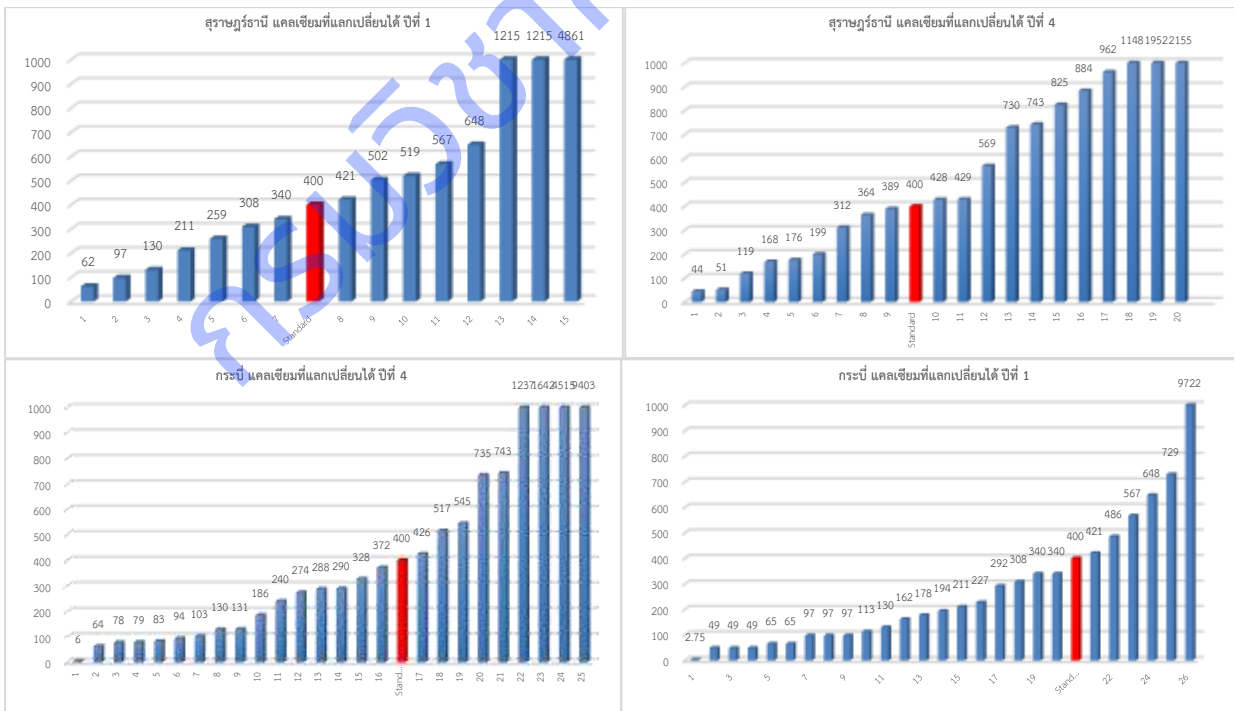 สุราษฎร์ธานี แคลเซียมที่แลกเปลี่ยนได้ ปีที่ 1
1215 1215 4861
1000
900
800
700
600
500
400
300
200
100
0
62 97 130 211 259 308 340 400 421 502 519 567 648
1 2 3 4 5 6 7 Standard 8 9 10 11 12 13 14 15
สุราษฎร์ธานี แคลเซียมที่แลกเปลี่ยนได้ ปีที่ 4
1148 1952 2155
1000
900
800
700
600
500
400
300
200
100
0
44 51 119 168 176 199 312 364 389 400 428 429 569 730 743 825 884 962
1 2 3 4 5 6 7 8 9 Standard 10 11 12 13 14 15 16 17 18 19 20
กระบี่ แคลเซียมที่แลกเปลี่ยนได้ ปีที่ 4
1237 1642 4515 9403
1000
900
800
700
600
500
400
300
200
100
0
6 64 78 79 83 94 103 130 131 186 240 274 288 290 328 372 400 426 517 545 735 743
1 2 3 4 5 6 7 8 9 10 11 12 13 14 15 16 Stand... 17 18 19 20 21 22 23 24 25
กระบี่ แคลเซียมที่แลกเปลี่ยนได้ ปีที่ 1
9722
1000
900
800
700
600
500
400
300
200
100
0
2.75 49 49 49 65 65 97 97 97 113 130 162 178 194 211 227 292 308 340 340 400 421 486 567 648 729
1 3 5 7 9 11 13 15 17 19 Stand... 22 24 26
กรมวิชา